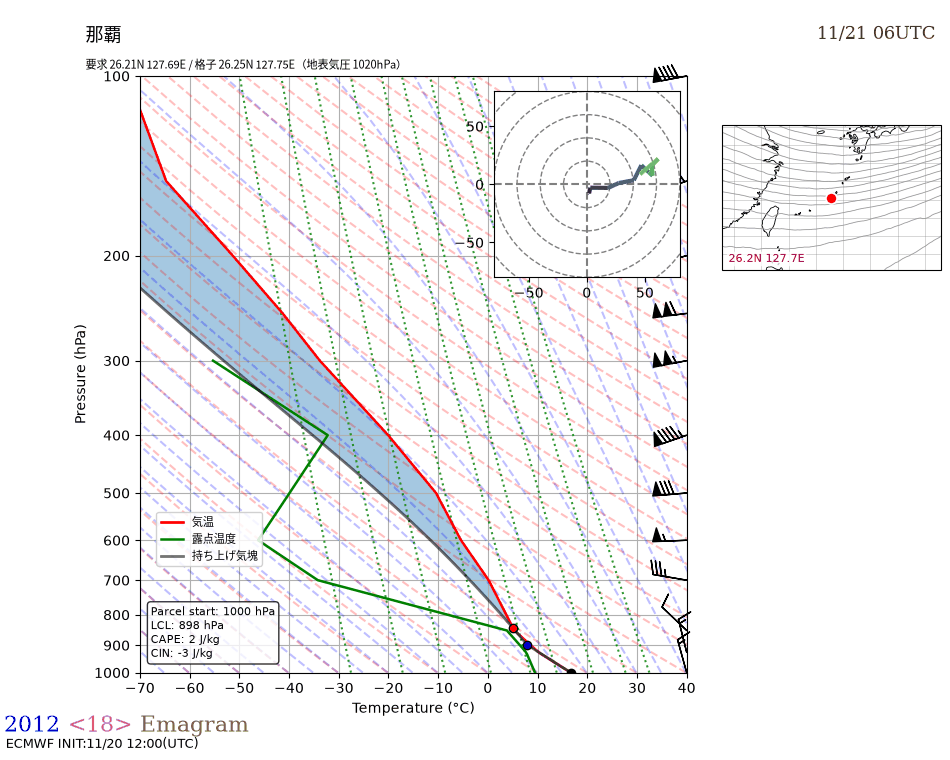 那覇
11/21 06UTC
要求 26.21N 127.69E / 格子 26.25N 127.75E（地表気圧 1020hPa）
100
200
300
400
500
600
700
800
900
1000
Pressure (hPa)
50
0
−50
−50 0 50
26.2N 127.7E
気温
露点温度
持ち上げ気塊
Parcel start: 1000 hPa
LCL: 898 hPa
CAPE: 2 J/kg
CIN: -3 J/kg
−70 −60 −50 −40 −30 −20 −10 0 10 20 30 40
Temperature (°C)
2012 <18> Emagram
ECMWF INIT:11/20 12:00(UTC)